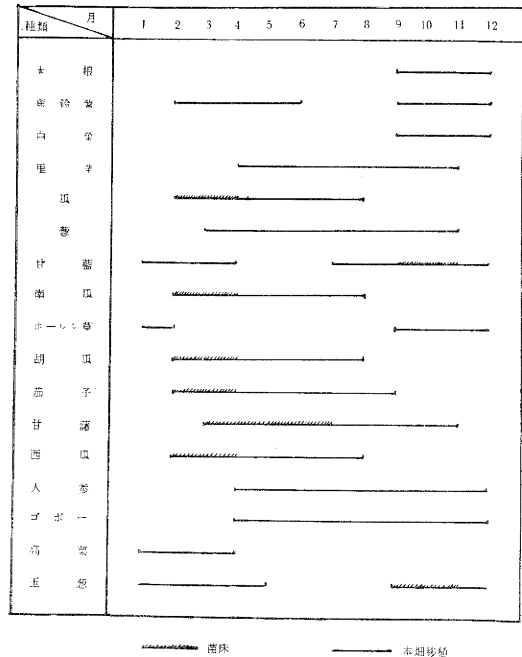 種類 月 1 2 3 4 5 6 7 8 9 10 11 12
大根
馬鈴薯
白菜
里芋
瓜
葱
甘藍
南瓜
ホーレン草
胡瓜
茄子
甘藷
西瓜
人参
ゴボー
高菜
玉葱
苗床 本畑移植